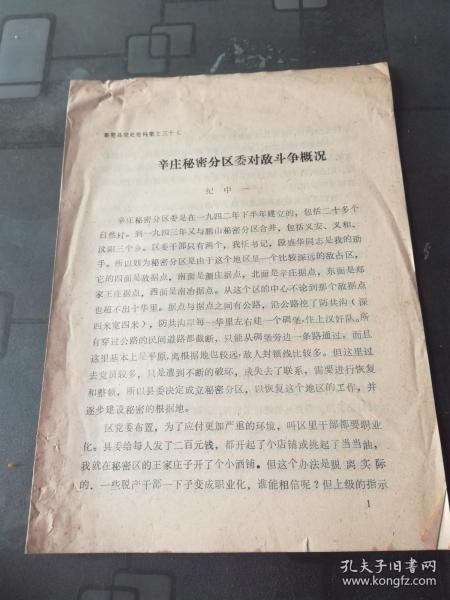 莱芜县党史资料集之三十七
辛庄秘密分区委对敌斗争概况
纪中一
辛庄秘密分区委是在一九四二年下半年建立的，包括二十多个
自然村。到一九四三年又与鹏山秘密分区合并，包括义安、义和、
汶阳三个乡。区委干部只有两个，我任书记，段盛华同志是我的助
手。所以划为秘密分区是由于这个地区是一个比较深远的敌占区，
它的四面是敌据点，南面是颜庄据点，北面是辛庄据点，东面是郑
家王庄据点，西面是南冶据点。从这个区的中心不论到那个敌据点
也超不出十华里。据点与据点之间有公路，沿公路挖了防共沟（深
四米宽四米），防共沟岸每一华里左右建一个碉堡，住上汉奸队。所
有穿过公路的民间道路都截断，只能从碉堡旁边一条路通过。而且
这里基本上是平原，离根据地也较远，敌人封锁线比较多。但这里过
去党员较多，只是遭到不断的破坏，或失去了联系，需要进行恢复
和整顿，所以县委决定成立秘密分区，以恢复这个地区的工作，并
逐步建设秘密的根据地。
区党委布置，为了应付更加严重的环境，叫区里干部都要职业
化。县委给每人发了二百元钱，都开起了小店铺或挑起了当当油，
我就在秘密区的王家庄子开了个小酒铺。但这个办法是脱离实际
的，一些脱产干部一下子变成职业化，谁能相信呢？但上级的指示
1
孔夫子旧书网
www.kongfz.com